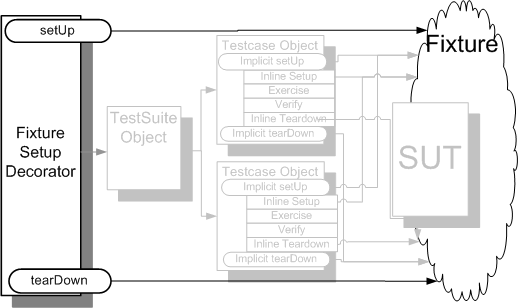 setUp
Fixture
Setup
Decorator
tearDown
TestSuite
Object
Testcase Object
Implicit setUp
Inline Setup
Exercise
Verify
Inline Teardown
Implicit tearDown
Testcase Object
Implicit setUp
Inline Setup
Exercise
Verify
Inline Teardown
Implicit tearDown
Fixture
SUT